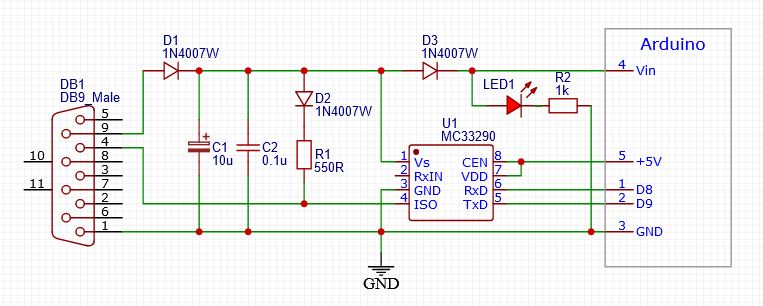 Arduino
D1
1N4007W
D3
1N4007W
4 Vin
DB1
DB9_Male
LED1
R2
1k
D2
1N4007W
5
9
4
8
3
7
2
6
1
10
11
C1
10u
C2
0.1u
R1
550R
U1
MC33290
1 Vs CEN 8
2 RxIN VDD 7
3 GND RxD 6
4 ISO TxD 5
5 +5V
1 D8
2 D9
3 GND
+
GND